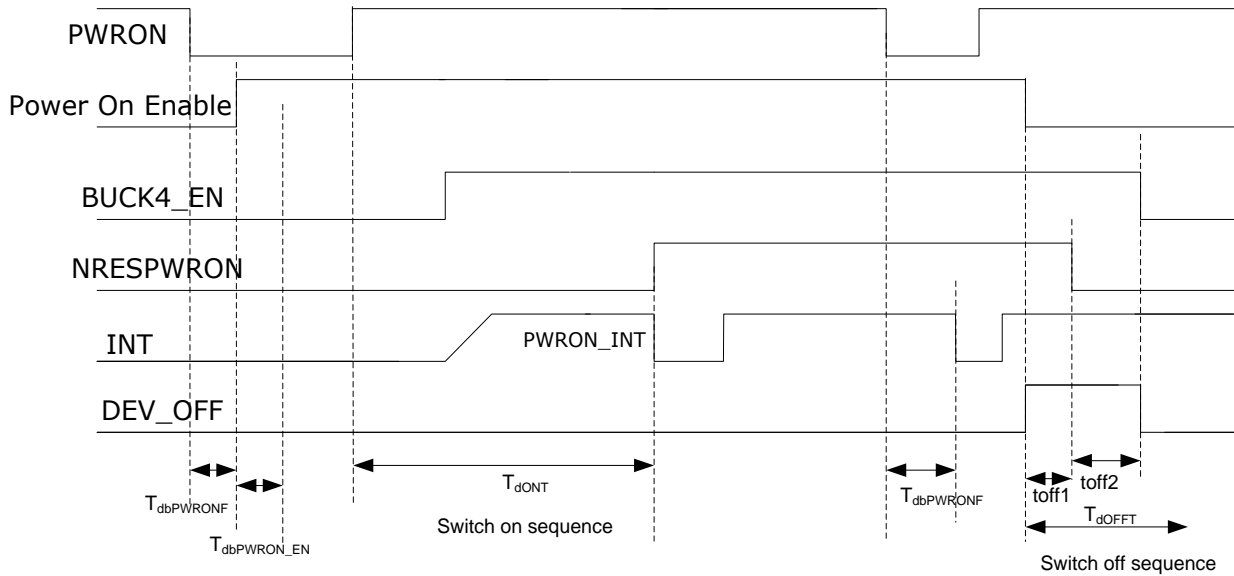 PWRON
Power On Enable
BUCK4_EN
NRESPWRON
INT
PWRON_INT
DEV_OFF
TdbPWRONF
TdbPWRON_EN
TdONT
Switch on sequence
TdbPWRONF
toff1
toff2
TdOFFT
Switch off sequence